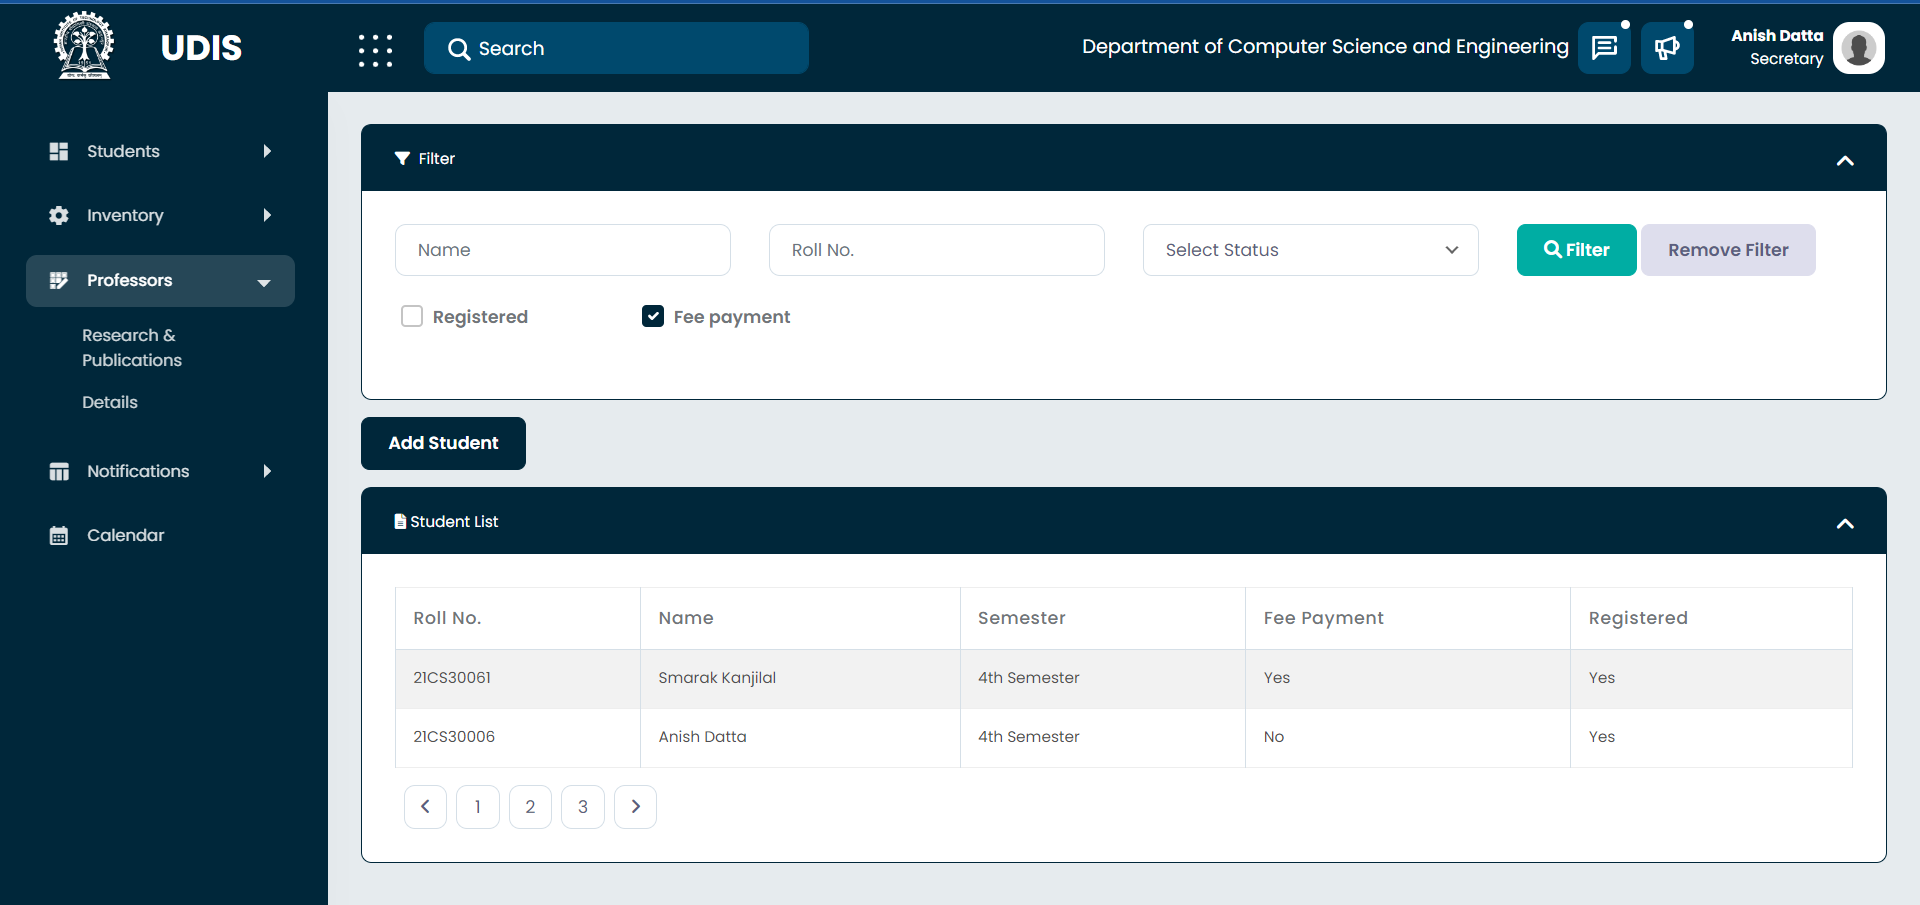 UDIS
Search
Department of Computer Science and Engineering
Anish Datta
Secretary
Students
Inventory
Professors
Research &
Publications
Details
Notifications
Calendar
Filter
Name
Roll No.
Select Status
Filter
Remove Filter
Registered
Fee payment
Add Student
Student List
Roll No. Name Semester Fee Payment Registered
21CS30061 Smarak Kanjilal 4th Semester Yes Yes
21CS30006 Anish Datta 4th Semester No Yes
1 2 3